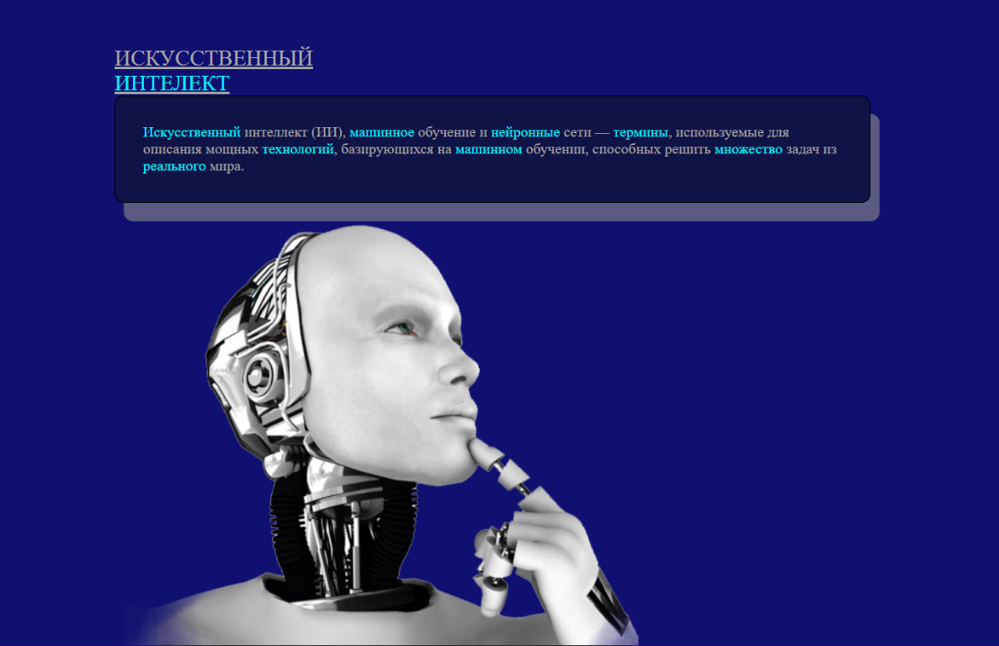 ИСКУССТВЕННЫЙ
ИНТЕЛЕКТ
Искусственный интеллект (ИИ), машинное обучение и нейронные сети — термины, используемые для
описания мощных технологий, базирующихся на машинном обучении, способных решить множество задач из
реального мира.